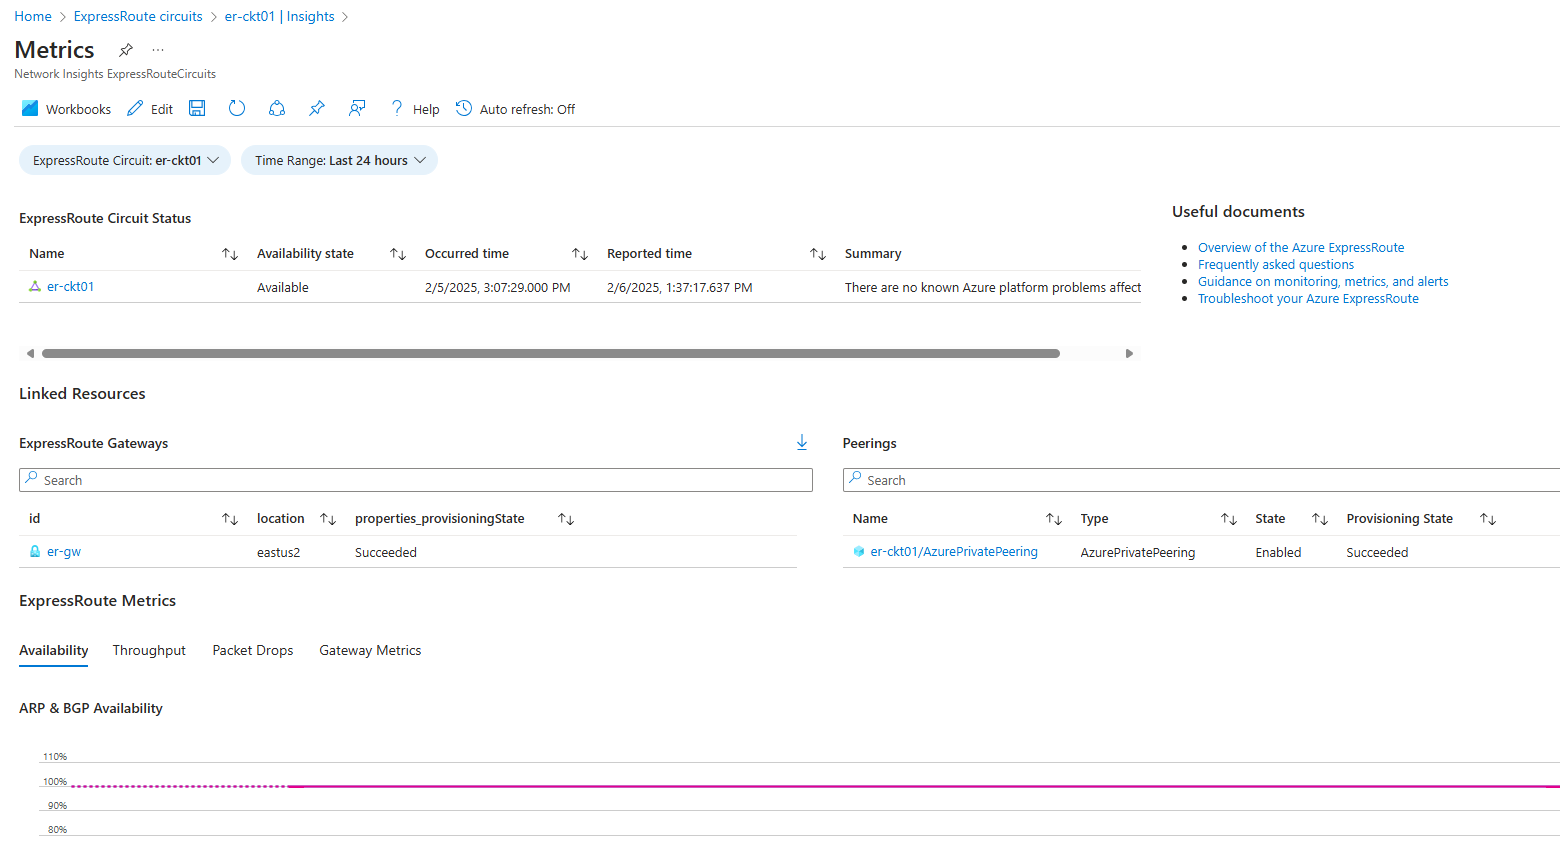 Home > ExpressRoute circuits > er-ckt01 | Insights >
Metrics ...
Network Insights ExpressRouteCircuits
Workbooks Edit ? Help Auto refresh: Off
ExpressRoute Circuit: er-ckt01 Time Range: Last 24 hours
ExpressRoute Circuit Status
Name ↑↓ Availability state ↑↓ Occurred time ↑↓ Reported time ↑↓ Summary
er-ckt01 Available 2/5/2025, 3:07:29.000 PM 2/6/2025, 1:37:17.637 PM There are no known Azure platform problems affect
Useful documents
• Overview of the Azure ExpressRoute
• Frequently asked questions
• Guidance on monitoring, metrics, and alerts
• Troubleshoot your Azure ExpressRoute
Linked Resources
ExpressRoute Gateways
Search
id ↑↓ location ↑↓ properties_provisioningState ↑↓
er-gw eastus2 Succeeded
Peerings
Search
Name ↑↓ Type ↑↓ State ↑↓ Provisioning State ↑↓
er-ckt01/AzurePrivatePeering AzurePrivatePeering Enabled Succeeded
ExpressRoute Metrics
Availability Throughput Packet Drops Gateway Metrics
ARP & BGP Availability
110%
100%
90%
80%